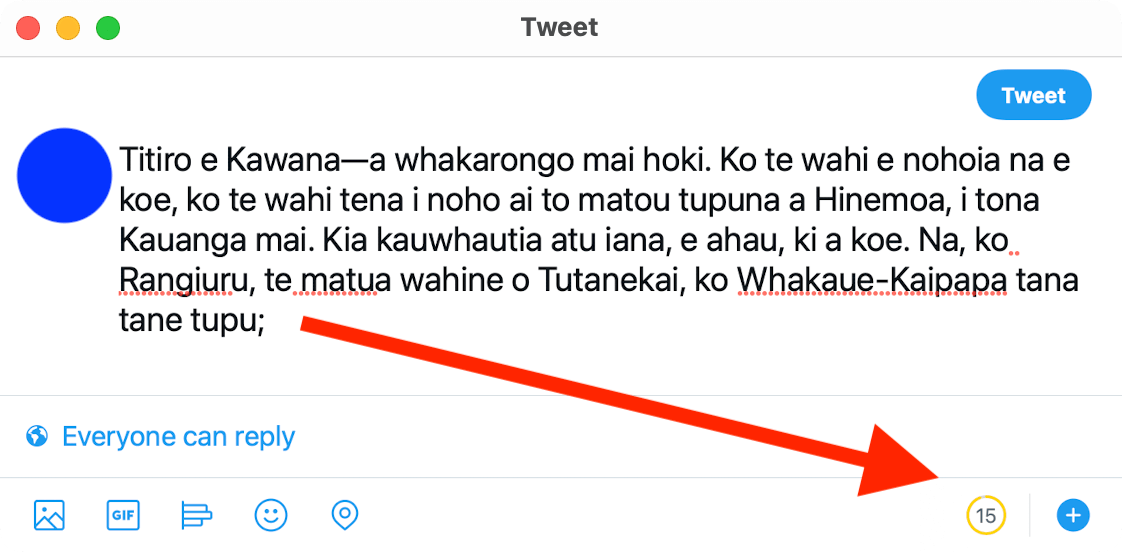 Tweet
Tweet
Titiro e Kawana—a whakarongo mai hoki. Ko te wahi e nohoia na e
koe, ko te wahi tena i noho ai to matou tupuna a Hinemoa, i tona
Kauanga mai. Kia kauwhautia atu iana, e ahau, ki a koe. Na, ko
Rangiuru, te matua wahine o Tutanekai, ko Whakaue-Kaipapa tana
tane tupu;
Everyone can reply
GIF
15